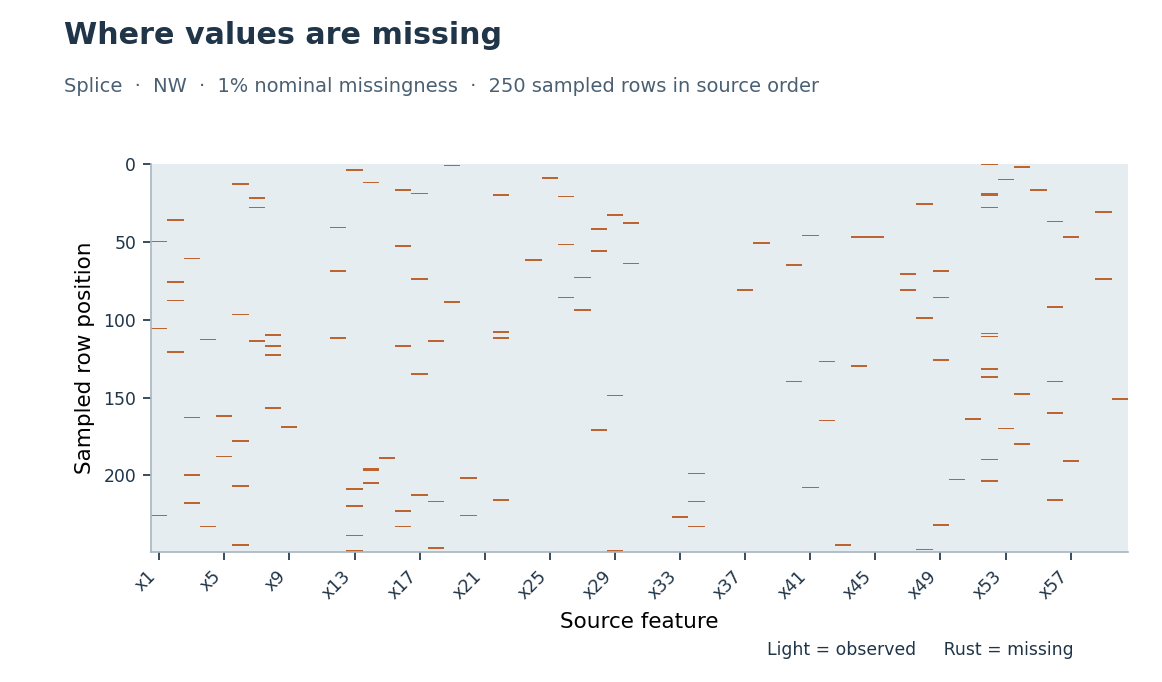 Where values are missing
Splice · NW · 1% nominal missingness · 250 sampled rows in source order
0
50
100
150
200
Sampled row position
x1 x5 x9 x13 x17 x21 x25 x29 x33 x37 x41 x45 x49 x53 x57
Source feature
Light = observed Rust = missing